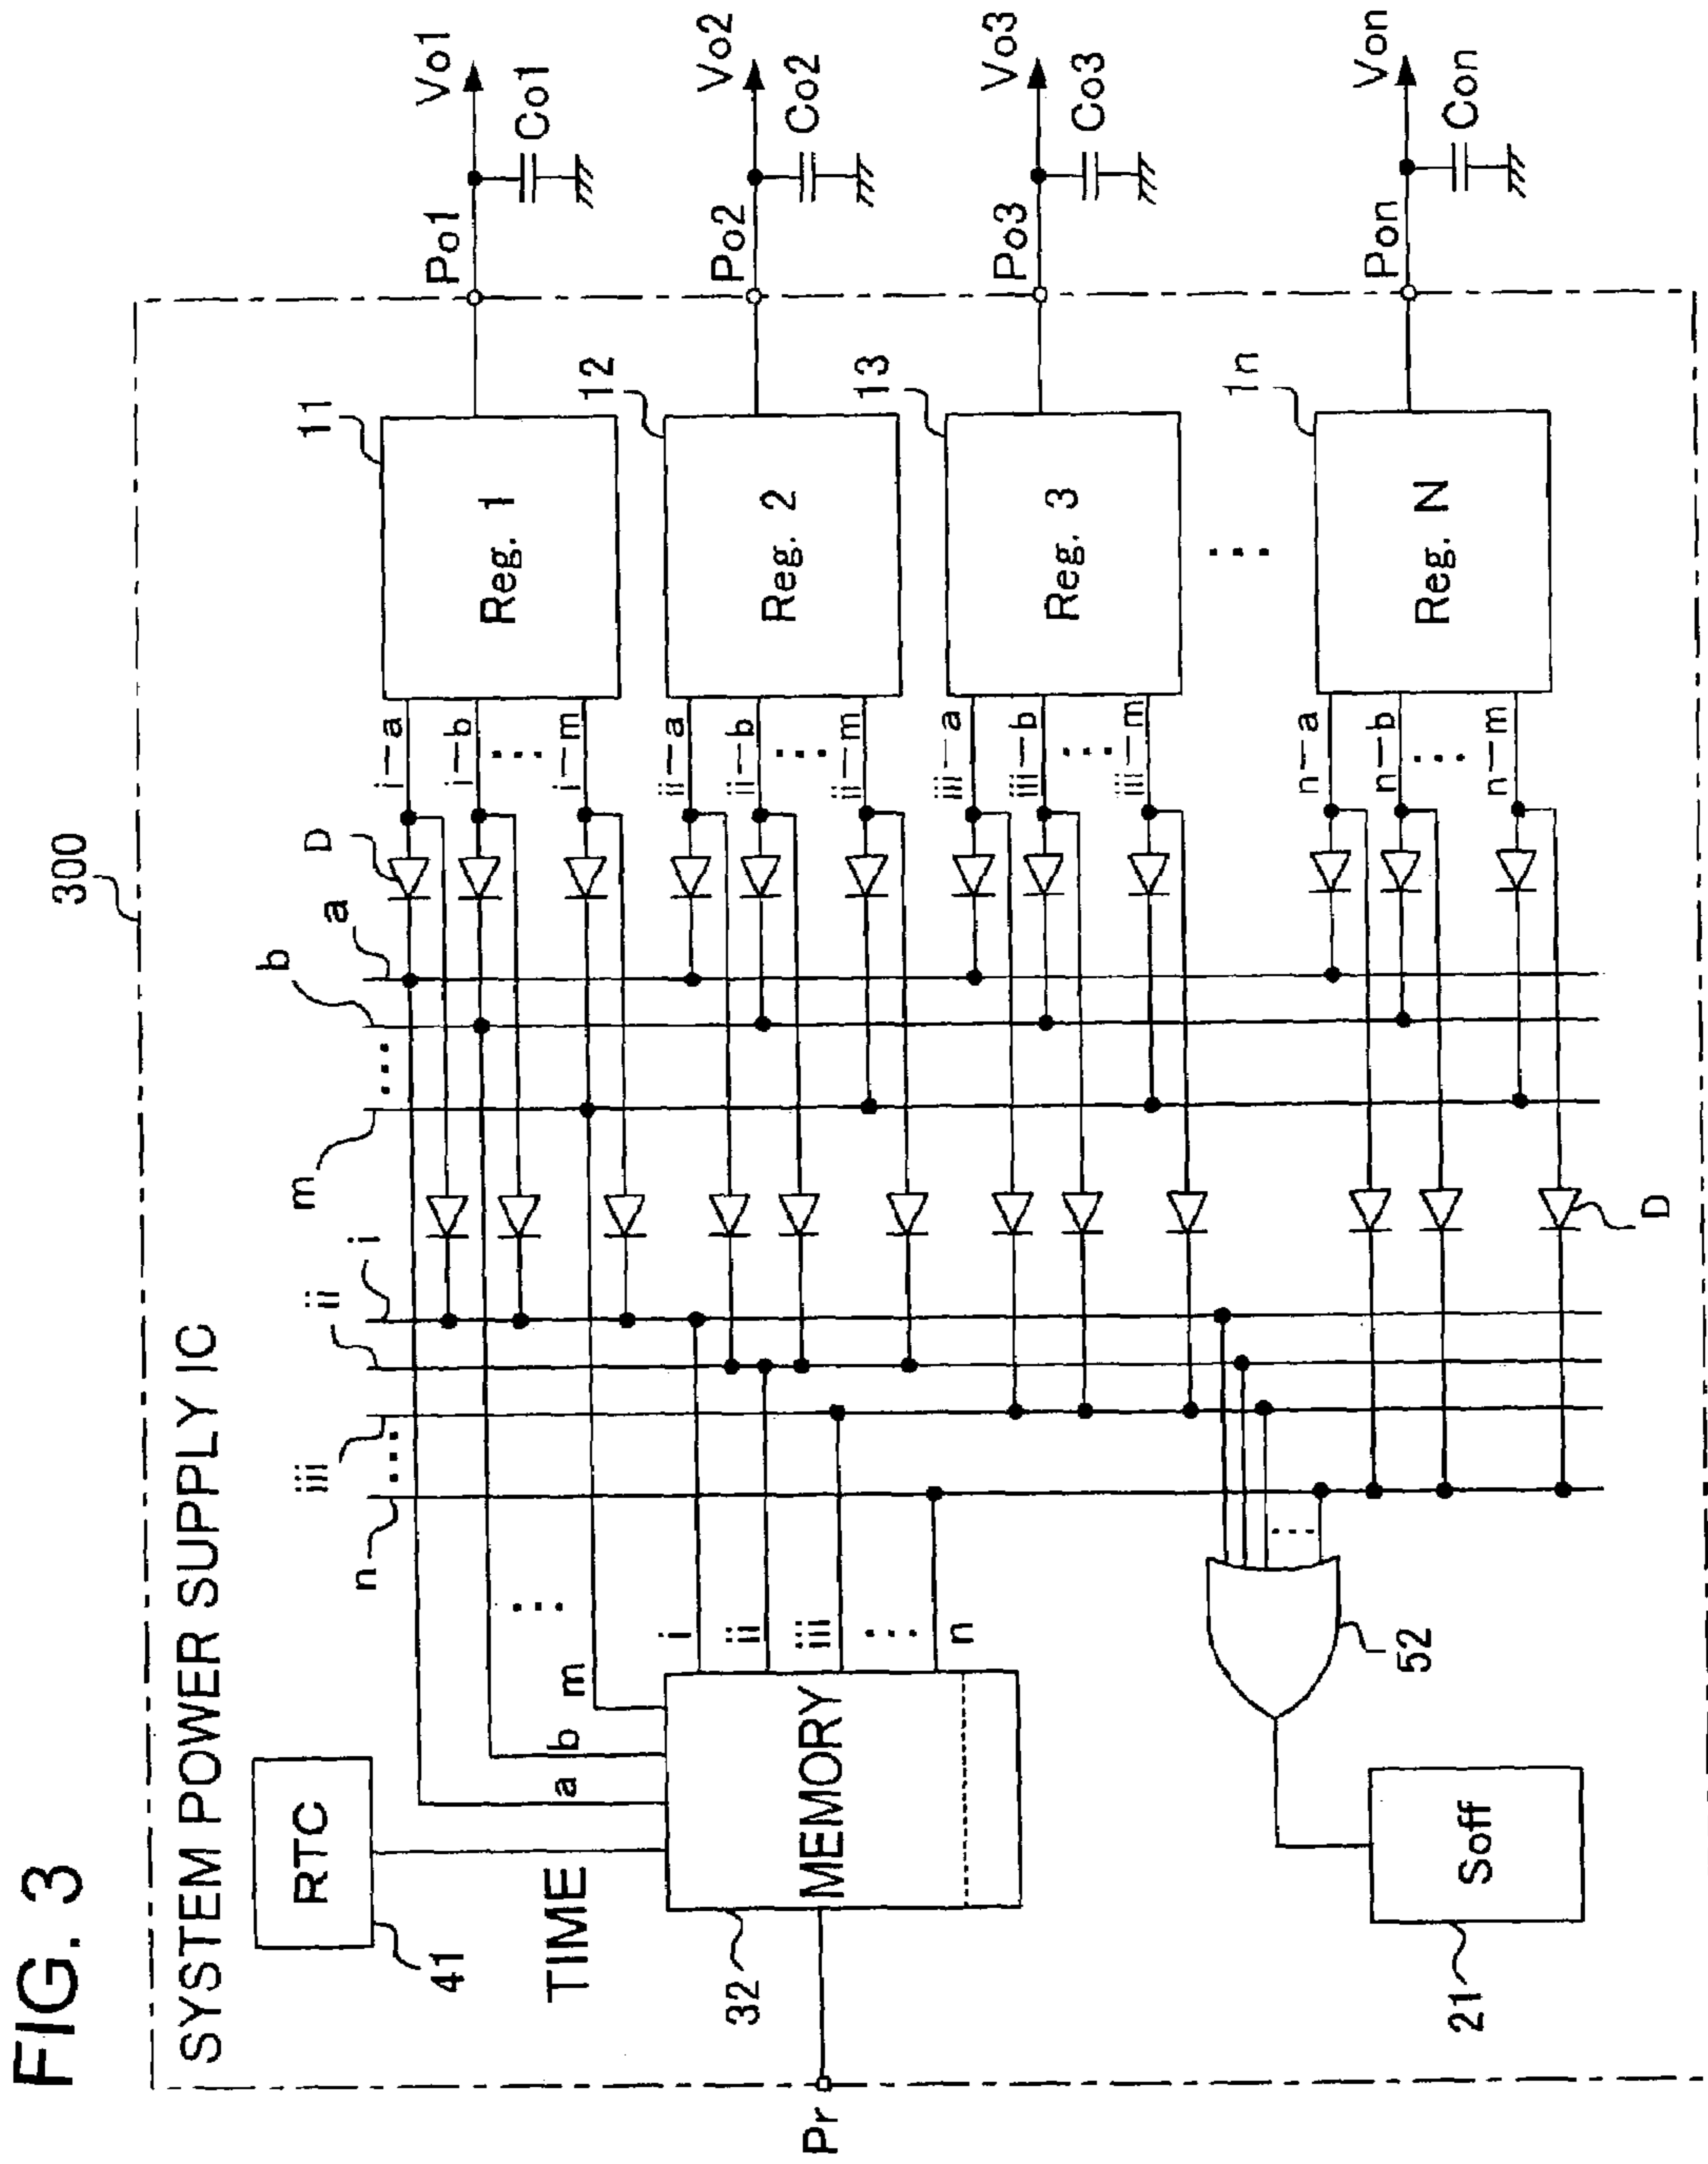 FIG. 3
300
SYSTEM POWER SUPPLY IC
RTC
41
TIME
a
b
m
MEMORY
32
Pr
i
ii
iii
n
...
n
iii
ii
i
m
b
a
D
i—a
i—b
i—m
ii—a
ii—b
ii—m
iii—a
iii—b
iii—m
n—a
n—b
n—m
D
11
Reg. 1
12
Reg. 2
13
Reg. 3
...
1n
Reg. N
Po1
Vo1
Co1
Po2
Vo2
Co2
Po3
Vo3
Co3
Pon
Von
Con
52
Soff
21